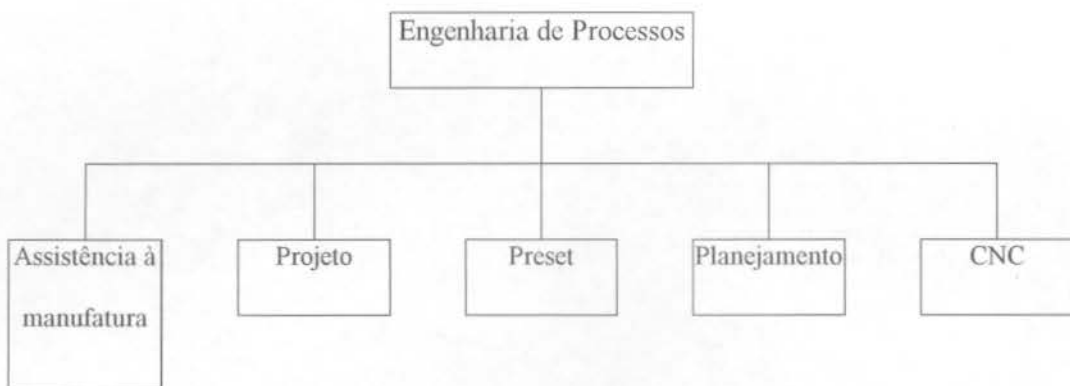 Engenharia de Processos
Assistência à
manufatura
Projeto
Preset
Planejamento
CNC